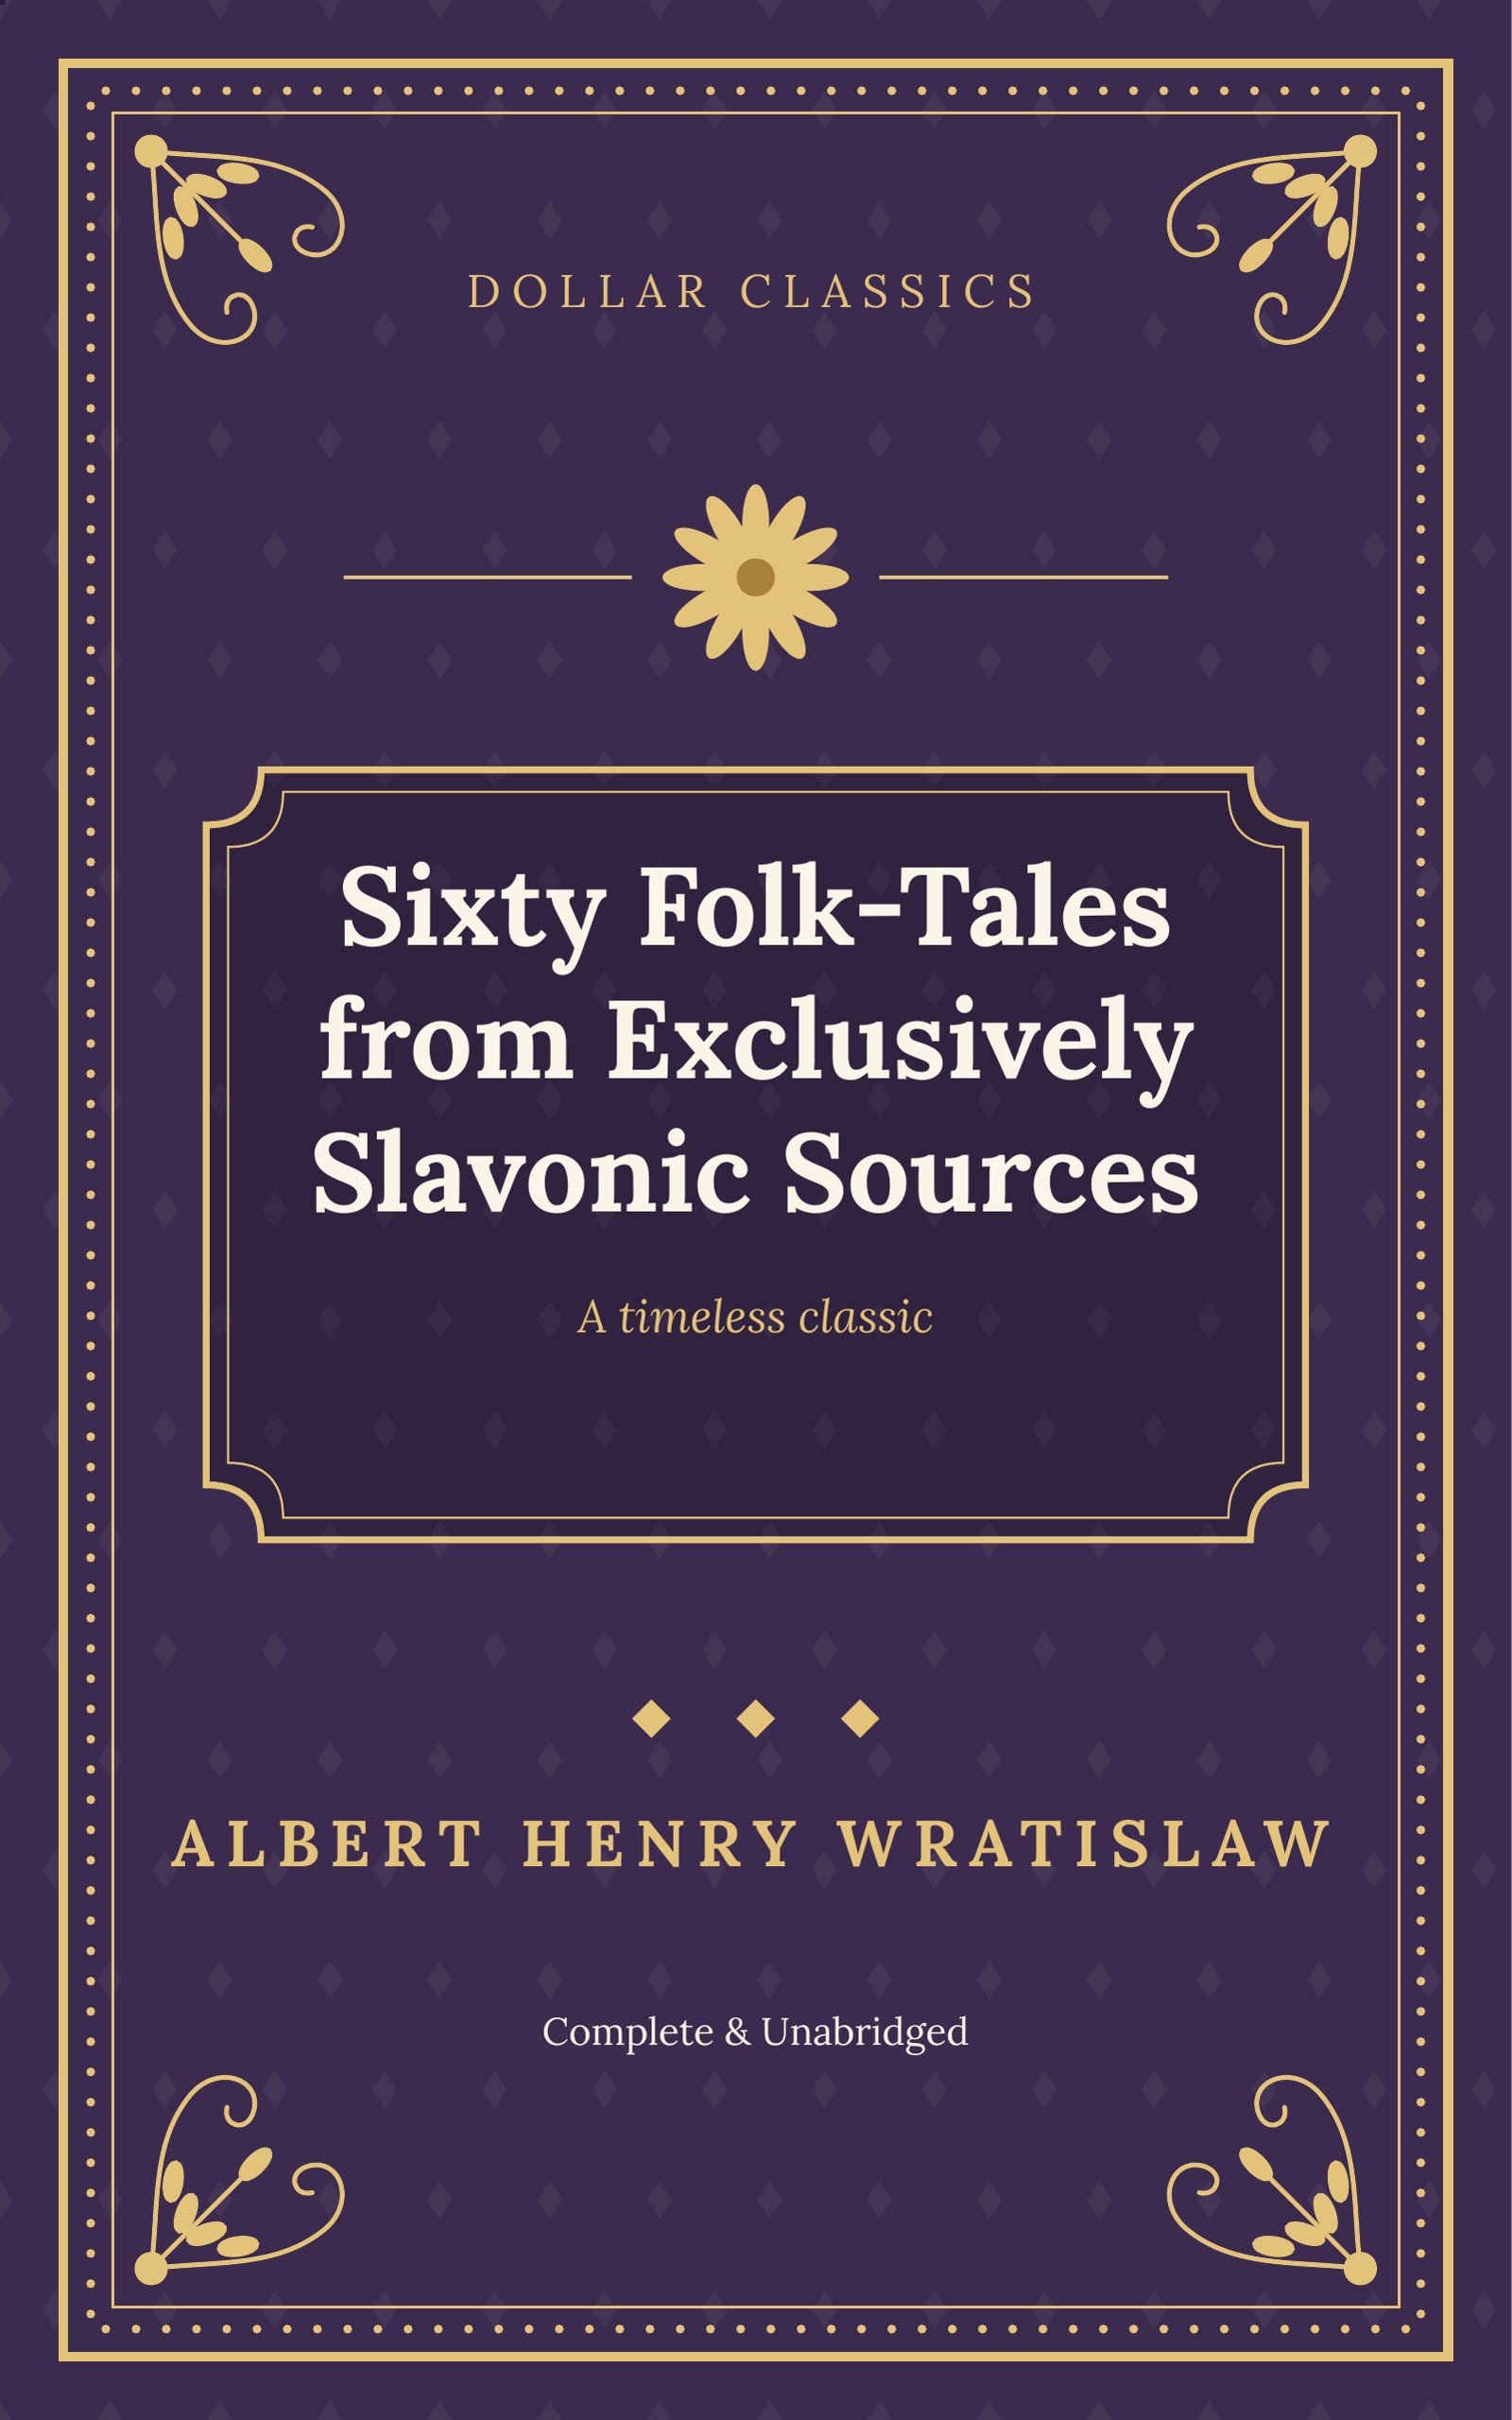 DOLLAR CLASSICS
Sixty Folk-Tales
from Exclusively
Slavonic Sources
A timeless classic
ALBERT HENRY WRATISLAW
Complete & Unabridged